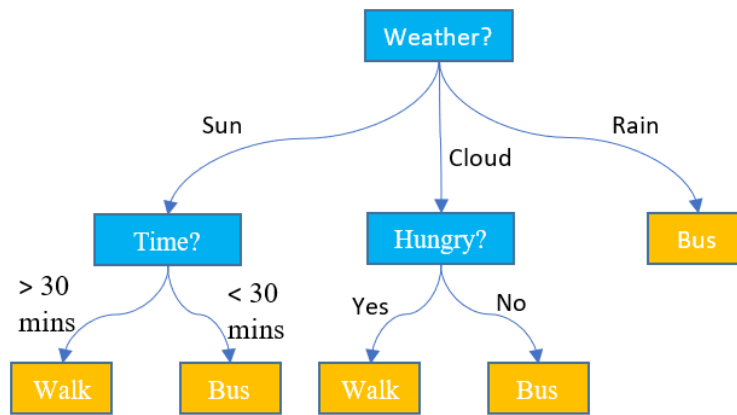 Weather?
Sun
Cloud
Rain
Time?
Hungry?
Bus
> 30
mins
< 30
mins
Yes
No
Walk
Bus
Walk
Bus